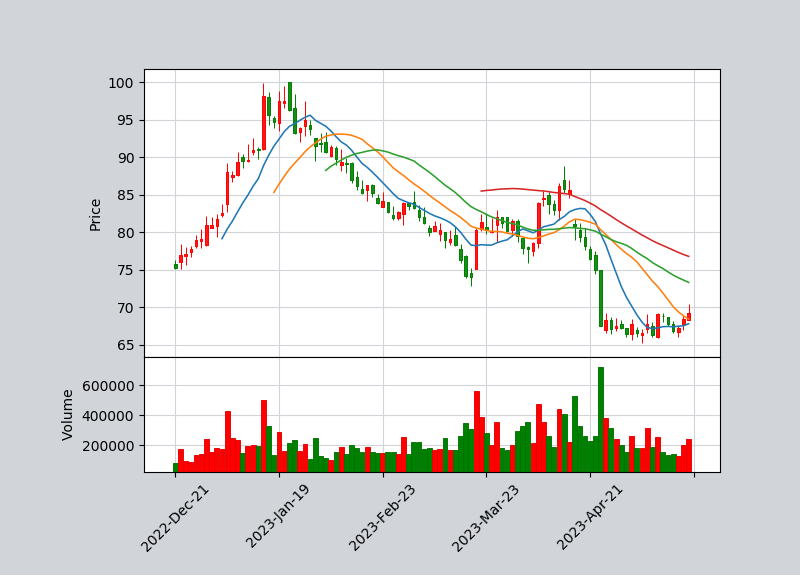 100
95
90
85
80
75
70
65
Price
600000
400000
200000
Volume
2022-Dec-21
2023-Jan-19
2023-Feb-23
2023-Mar-23
2023-Apr-21